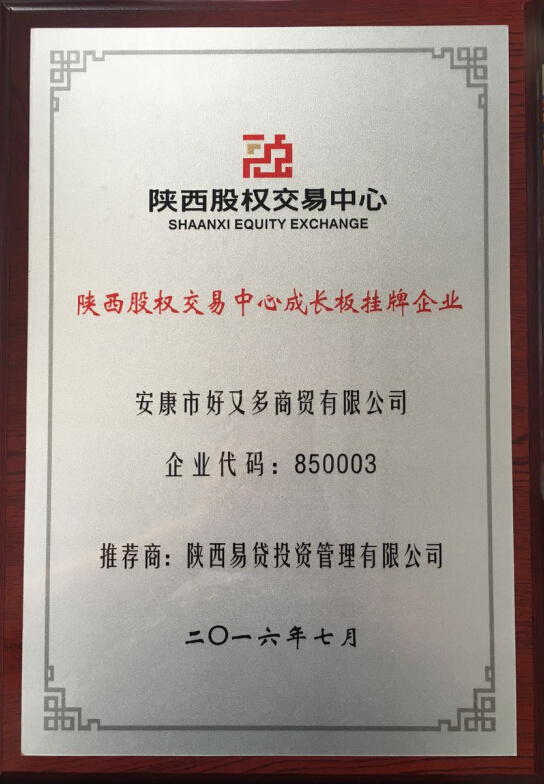 陕西股权交易中心
SHAANXI EQUITY EXCHANGE
陕西股权交易中心成长板挂牌企业
安康市好又多商贸有限公司
企业代码：850003
推荐商：陕西易贷投资管理有限公司
二〇一六年七月